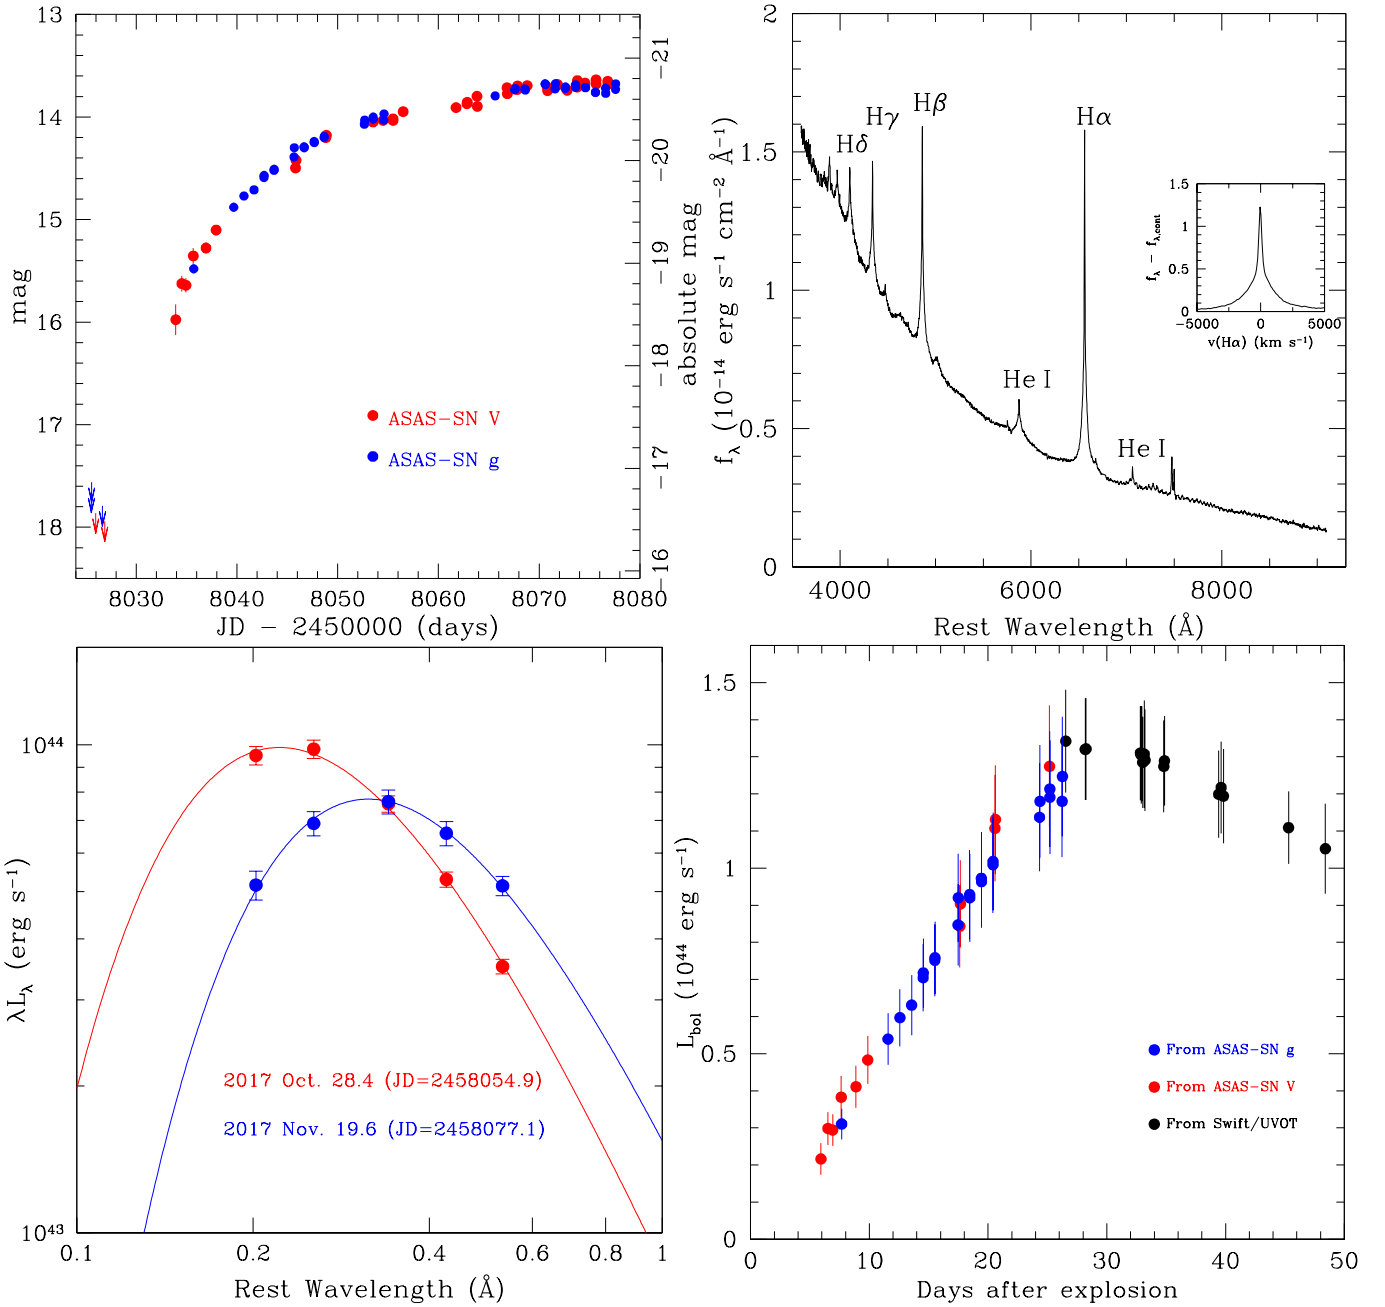 13
14
15
16
17
18
mag
-21
-20
-19
-18
-17
-16
absolute mag
ASAS-SN V
ASAS-SN g
8030 8040 8050 8060 8070 8080
JD - 2450000 (days)
2
1.5
1
0.5
0
f_λ (10⁻¹⁴ erg s⁻¹ cm⁻² Å⁻¹)
Hδ
Hγ
Hβ
Hα
He I
He I
1.5
1
0.5
0
f_λ - f_λ,cont
-5000 0 5000
v(Hα) (km s⁻¹)
4000 6000 8000
Rest Wavelength (Å)
10⁴⁴
10⁴³
λL_λ (erg s⁻¹)
2017 Oct. 28.4 (JD=2458054.9)
2017 Nov. 19.6 (JD=2458077.1)
0.1 0.2 0.4 0.6 0.8 1
Rest Wavelength (Å)
1.5
1
0.5
0
L_bol (10⁴⁴ erg s⁻¹)
From ASAS-SN g
From ASAS-SN V
From Swift/UVOT
0 10 20 30 40 50
Days after explosion